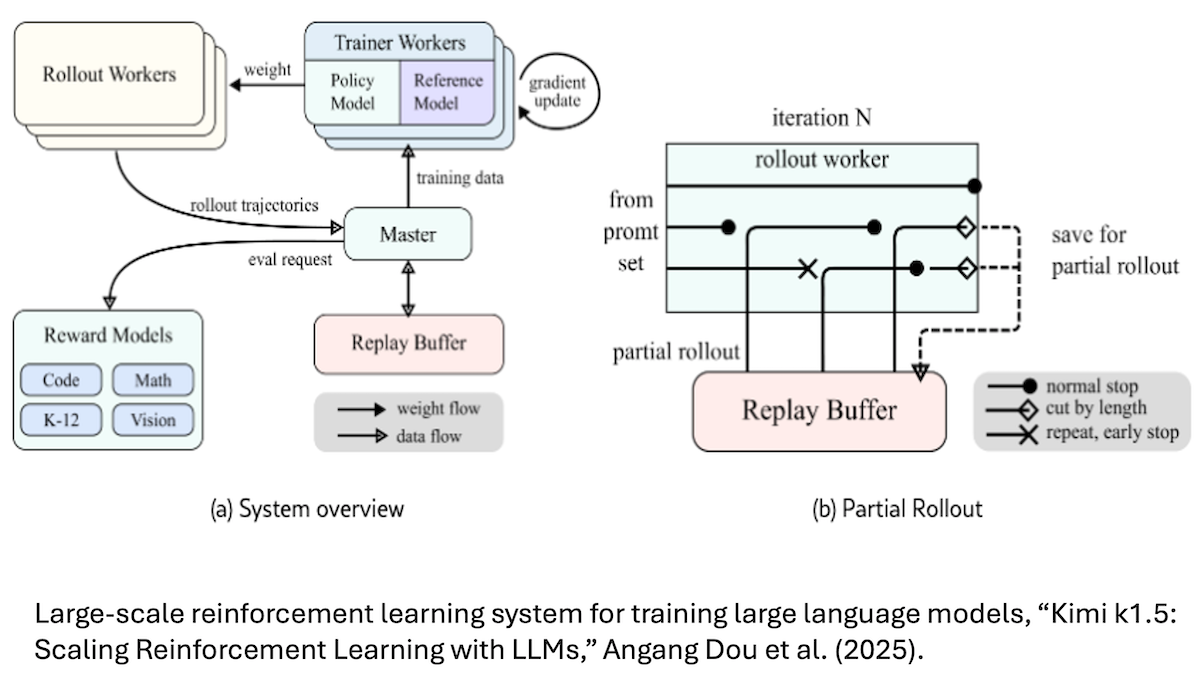 Rollout Workers
weight
Trainer Workers
Policy
Model
Reference
Model
gradient
update
training data
rollout trajectories
Master
eval request
Reward Models
Code
Math
K-12
Vision
Replay Buffer
weight flow
data flow
(a) System overview
iteration N
rollout worker
from
promt
set
save for
partial rollout
partial rollout
Replay Buffer
normal stop
cut by length
repeat, early stop
(b) Partial Rollout
Large-scale reinforcement learning system for training large language models, “Kimi k1.5:
Scaling Reinforcement Learning with LLMs,” Angang Dou et al. (2025).